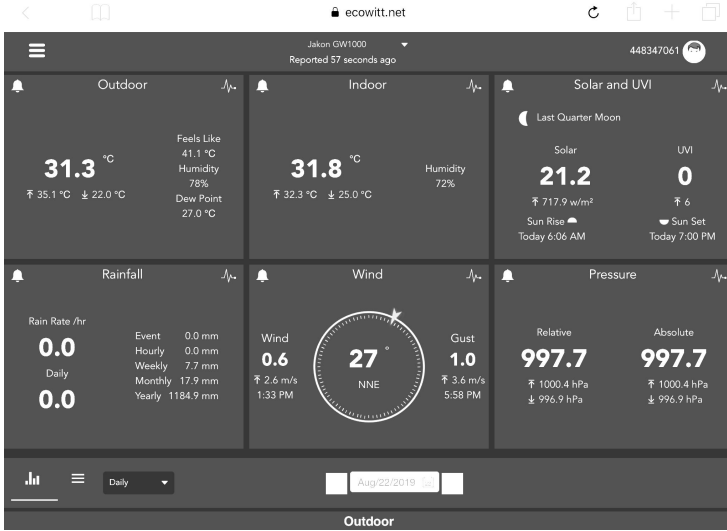 ecowitt.net
Jakon GW1000
Reported 57 seconds ago
448347061
Outdoor
31.3 °C
35.1 °C 22.0 °C
Feels Like
41.1 °C
Humidity
78%
Dew Point
27.0 °C
Indoor
31.8 °C
32.3 °C 25.0 °C
Humidity
72%
Solar and UVI
Last Quarter Moon
Solar
21.2
717.9 w/m²
UVI
0
6
Sun Rise
Today 6:06 AM
Sun Set
Today 7:00 PM
Rainfall
Rain Rate /hr
0.0
Daily
0.0
Event 0.0 mm
Hourly 0.0 mm
Weekly 7.7 mm
Monthly 17.9 mm
Yearly 1184.9 mm
Wind
Wind
0.6
2.6 m/s
1:33 PM
27 °
NNE
Gust
1.0
3.6 m/s
5:58 PM
Pressure
Relative
997.7
1000.4 hPa
996.9 hPa
Absolute
997.7
1000.4 hPa
996.9 hPa
Daily
Aug/22/2019
Outdoor